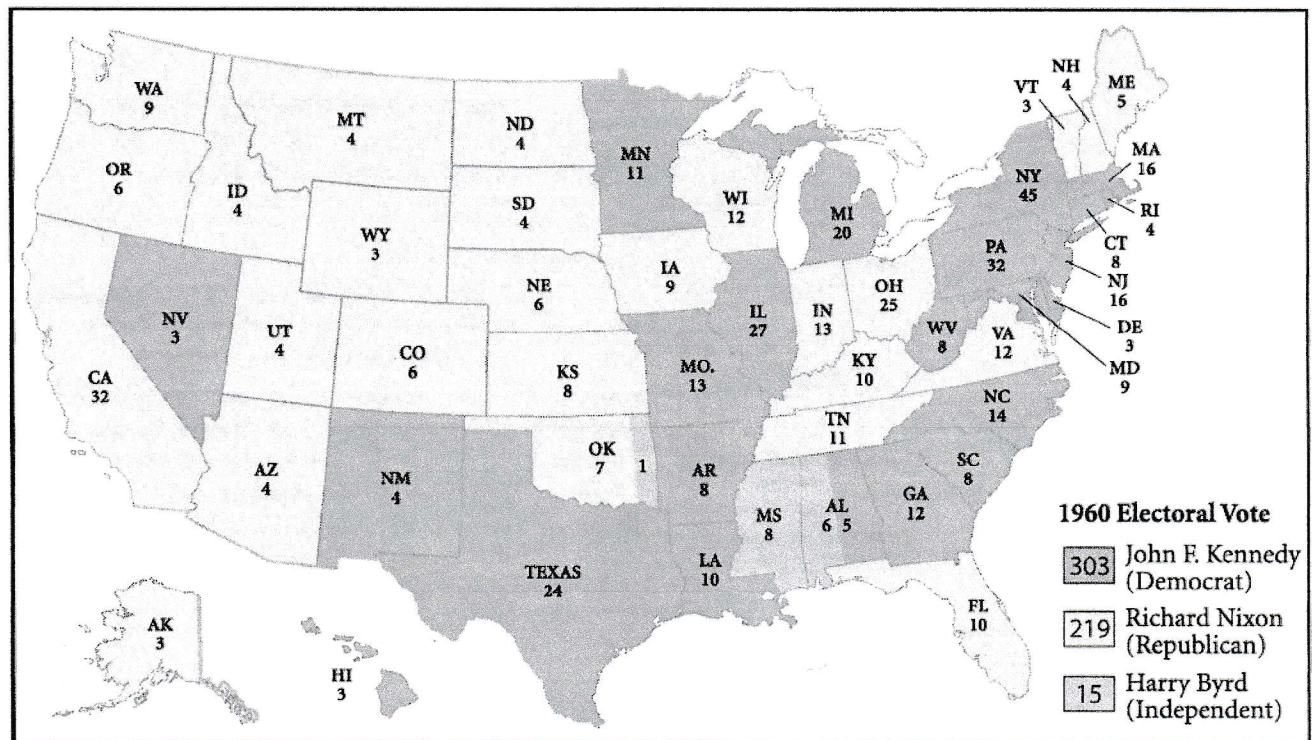 WA
9
OR
6
ID
4
MT
4
WY
3
ND
4
SD
4
NE
6
KS
8
OK
7
1
MN
11
IA
9
WI
12
MI
20
IL
27
IN
13
OH
25
MO.
13
KY
10
TN
11
WV
8
VA
12
NC
14
SC
8
GA
12
AL
6 5
MS
8
LA
10
AR
8
TEXAS
24
NM
4
AZ
4
UT
4
CO
6
NV
3
CA
32
AK
3
HI
3
FL
10
PA
32
NY
45
VT
3
NH
4
ME
5
MA
16
RI
4
CT
8
NJ
16
DE
3
MD
9
1960 Electoral Vote
303 John F. Kennedy
(Democrat)
219 Richard Nixon
(Republican)
15 Harry Byrd
(Independent)